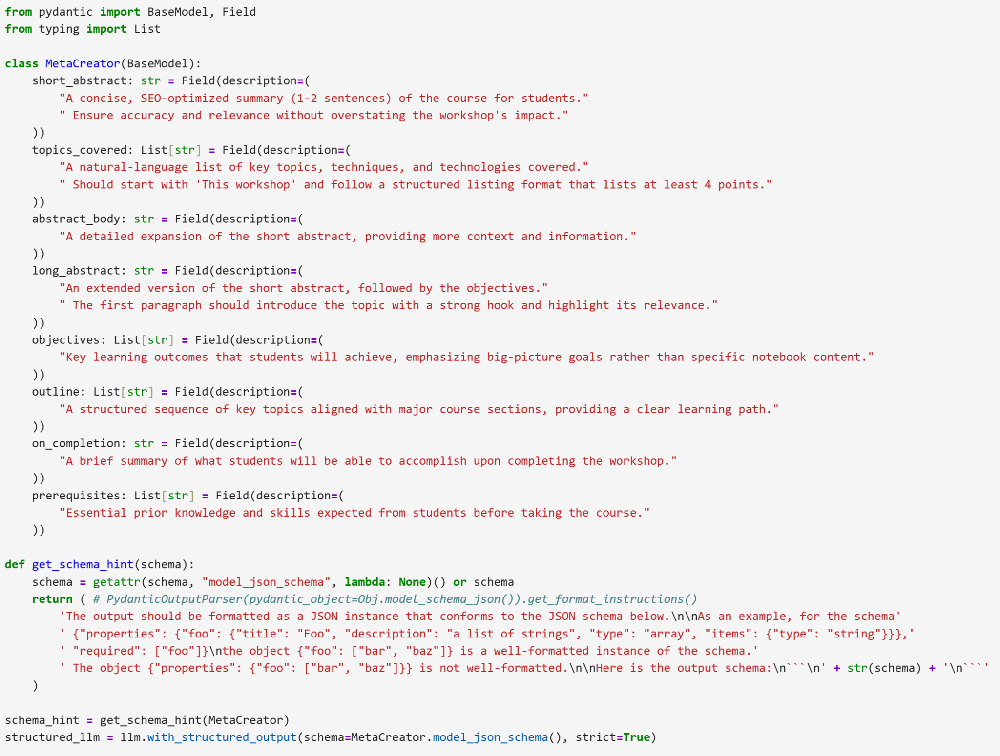 from pydantic import BaseModel, Field
from typing import List

class MetaCreator(BaseModel):
    short_abstract: str = Field(description=(
        "A concise, SEO-optimized summary (1-2 sentences) of the course for students."
        " Ensure accuracy and relevance without overstating the workshop's impact."
    ))
    topics_covered: List[str] = Field(description=(
        "A natural-language list of key topics, techniques, and technologies covered."
        " Should start with 'This workshop' and follow a structured listing format that lists at least 4 points."
    ))
    abstract_body: str = Field(description=(
        "A detailed expansion of the short abstract, providing more context and information."
    ))
    long_abstract: str = Field(description=(
        "An extended version of the short abstract, followed by the objectives."
        " The first paragraph should introduce the topic with a strong hook and highlight its relevance."
    ))
    objectives: List[str] = Field(description=(
        "Key learning outcomes that students will achieve, emphasizing big-picture goals rather than specific notebook content."
    ))
    outline: List[str] = Field(description=(
        "A structured sequence of key topics aligned with major course sections, providing a clear learning path."
    ))
    on_completion: str = Field(description=(
        "A brief summary of what students will be able to accomplish upon completing the workshop."
    ))
    prerequisites: List[str] = Field(description=(
        "Essential prior knowledge and skills expected from students before taking the course."
    ))

def get_schema_hint(schema):
    schema = getattr(schema, "model_json_schema", lambda: None)() or schema
    return ( # PydanticOutputParser(pydantic_object=Obj.model_schema_json()).get_format_instructions()
        'The output should be formatted as a JSON instance that conforms to the JSON schema below.\n\nAs an example, for the schema'
        ' {"properties": {"foo": {"title": "Foo", "description": "a list of strings", "type": "array", "items": {"type": "string"}}},'
        ' "required": ["foo"]}\nthe object {"foo": ["bar", "baz"]} is a well-formatted instance of the schema.'
        ' The object {"properties": {"foo": ["bar", "baz"]}} is not well-formatted.\n\nHere is the output schema:\n```\n' + str(schema) + '\n```'
    )

schema_hint = get_schema_hint(MetaCreator)
structured_llm = llm.with_structured_output(schema=MetaCreator.model_json_schema(), strict=True)